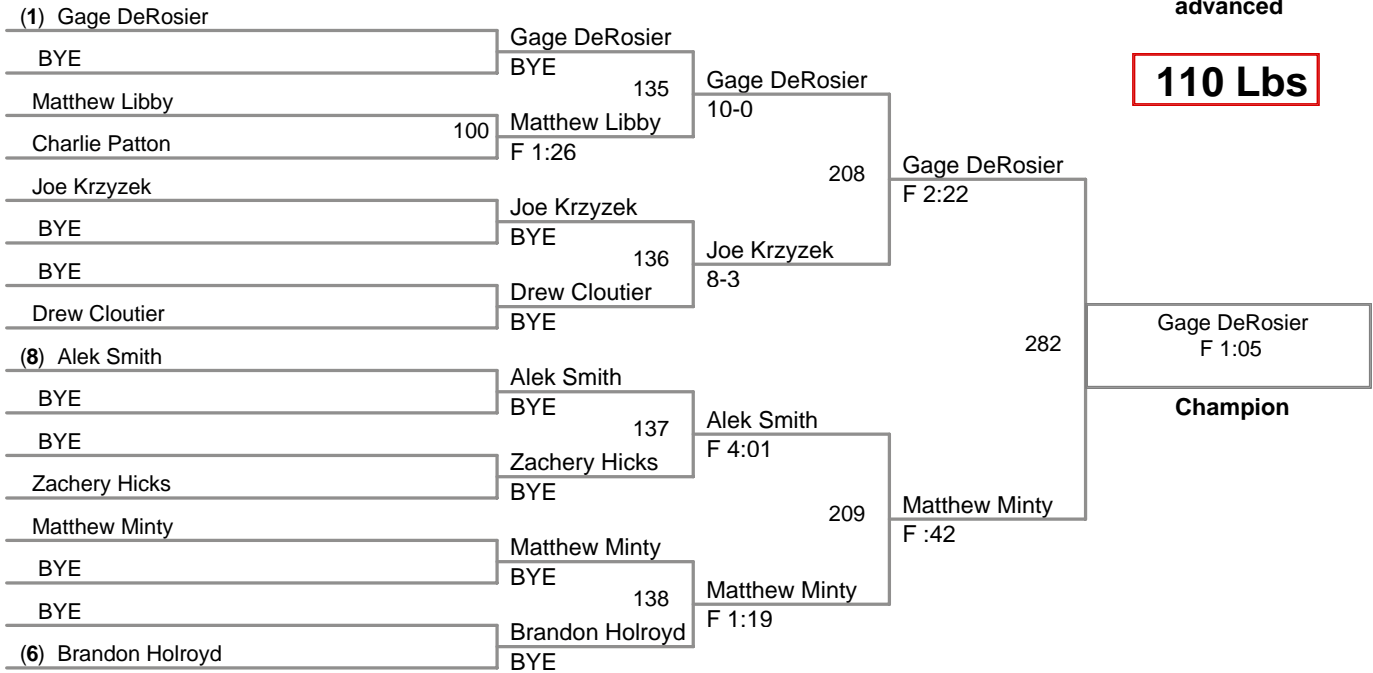 advanced
110 Lbs
(1) Gage DeRosier
BYE
Matthew Libby
Charlie Patton
Joe Krzyzek
BYE
BYE
Drew Cloutier
(8) Alek Smith
BYE
BYE
Zachery Hicks
Matthew Minty
BYE
BYE
(6) Brandon Holroyd
100
Gage DeRosier
BYE
Matthew Libby
F 1:26
Joe Krzyzek
BYE
Drew Cloutier
BYE
Alek Smith
BYE
Zachery Hicks
BYE
Matthew Minty
BYE
Brandon Holroyd
BYE
135
136
137
138
Gage DeRosier
10-0
Joe Krzyzek
8-3
Alek Smith
F 4:01
Matthew Minty
F 1:19
208
209
Gage DeRosier
F 2:22
Matthew Minty
F :42
282
Gage DeRosier
F 1:05
Champion